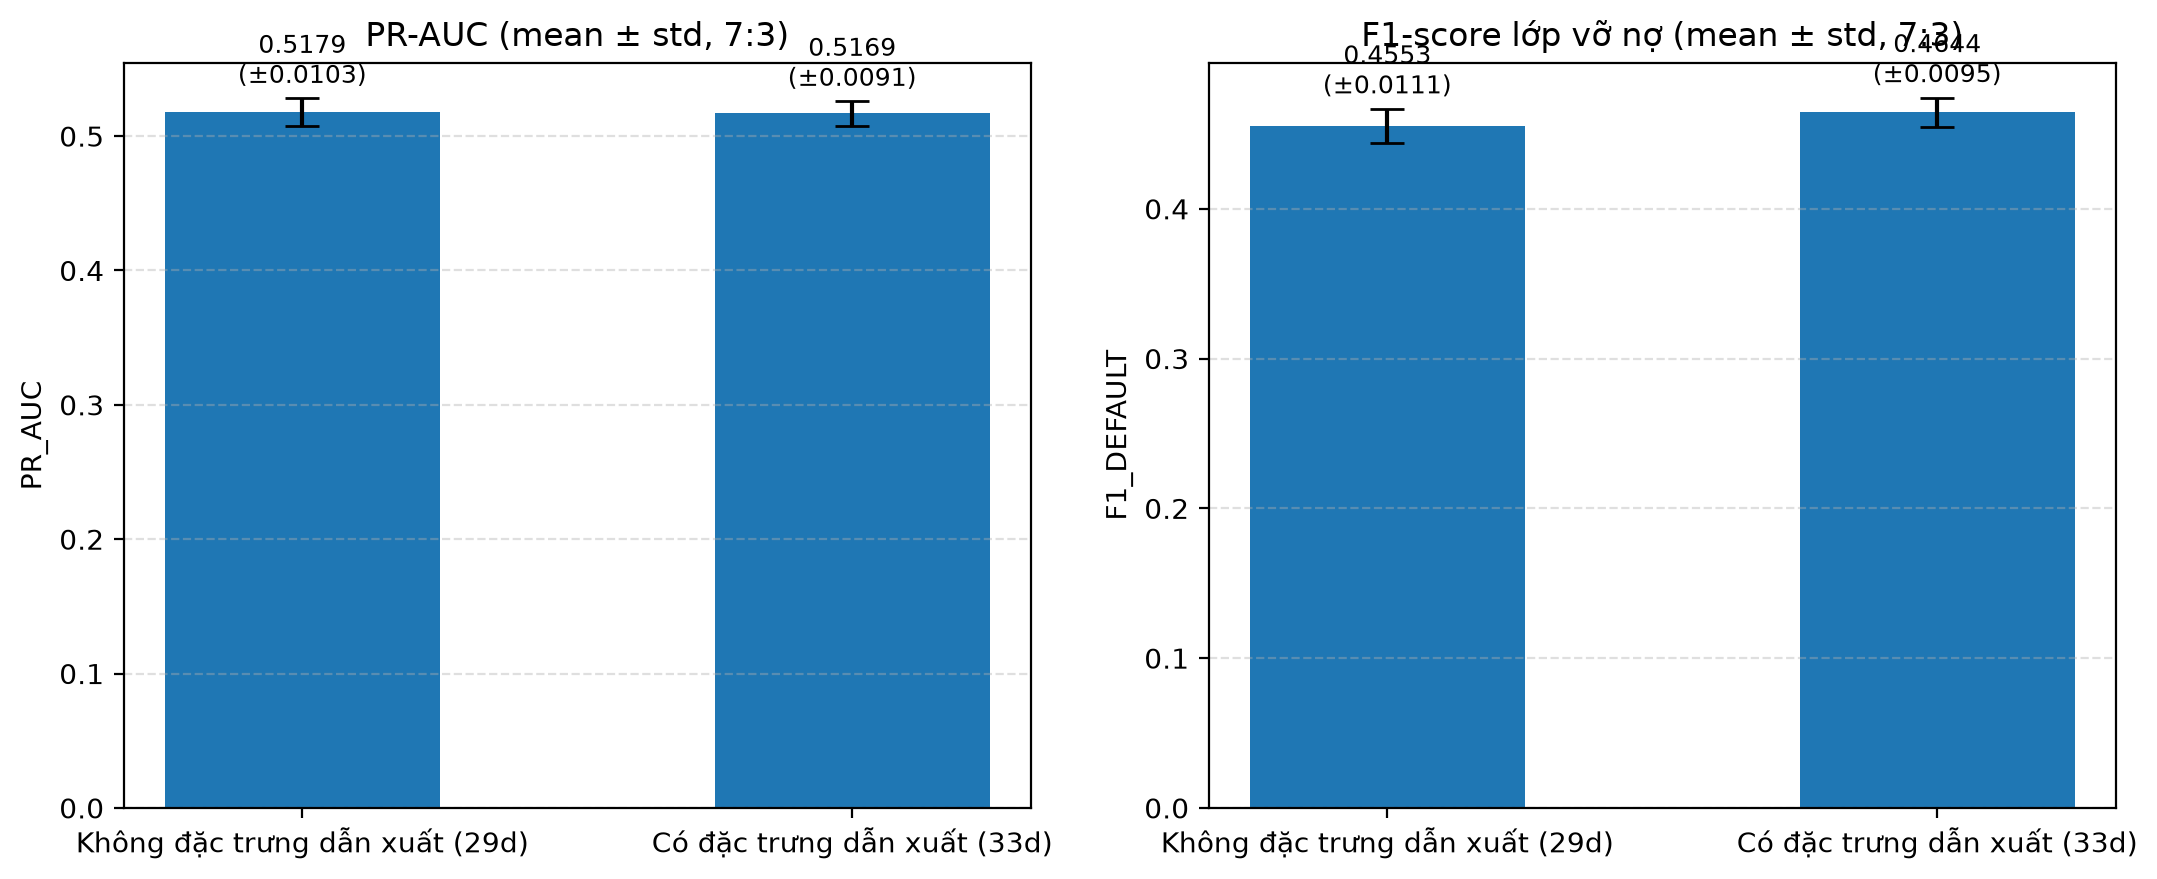 PR-AUC (mean ± std, 7:3)
0.5179
(±0.0103)
0.5169
(±0.0091)
PR_AUC
0.5
0.4
0.3
0.2
0.1
0.0
Không đặc trưng dẫn xuất (29d)
Có đặc trưng dẫn xuất (33d)
F1-score lớp vỡ nợ (mean ± std, 7:3)
0.4553
(±0.0111)
0.4644
(±0.0095)
F1_DEFAULT
0.4
0.3
0.2
0.1
0.0
Không đặc trưng dẫn xuất (29d)
Có đặc trưng dẫn xuất (33d)